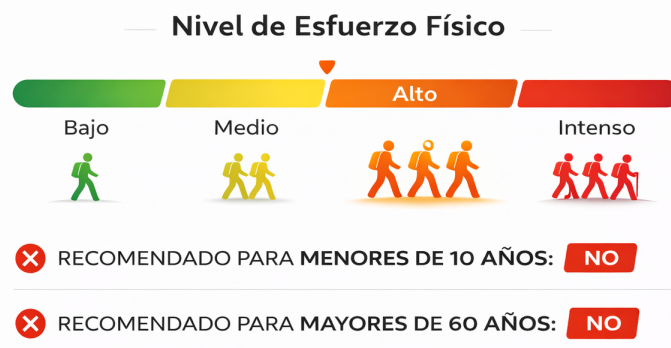 Nivel de Esfuerzo Físico
Alto
Bajo
Medio
Intenso
RECOMENDADO PARA MENORES DE 10 AÑOS: NO
RECOMENDADO PARA MAYORES DE 60 AÑOS: NO